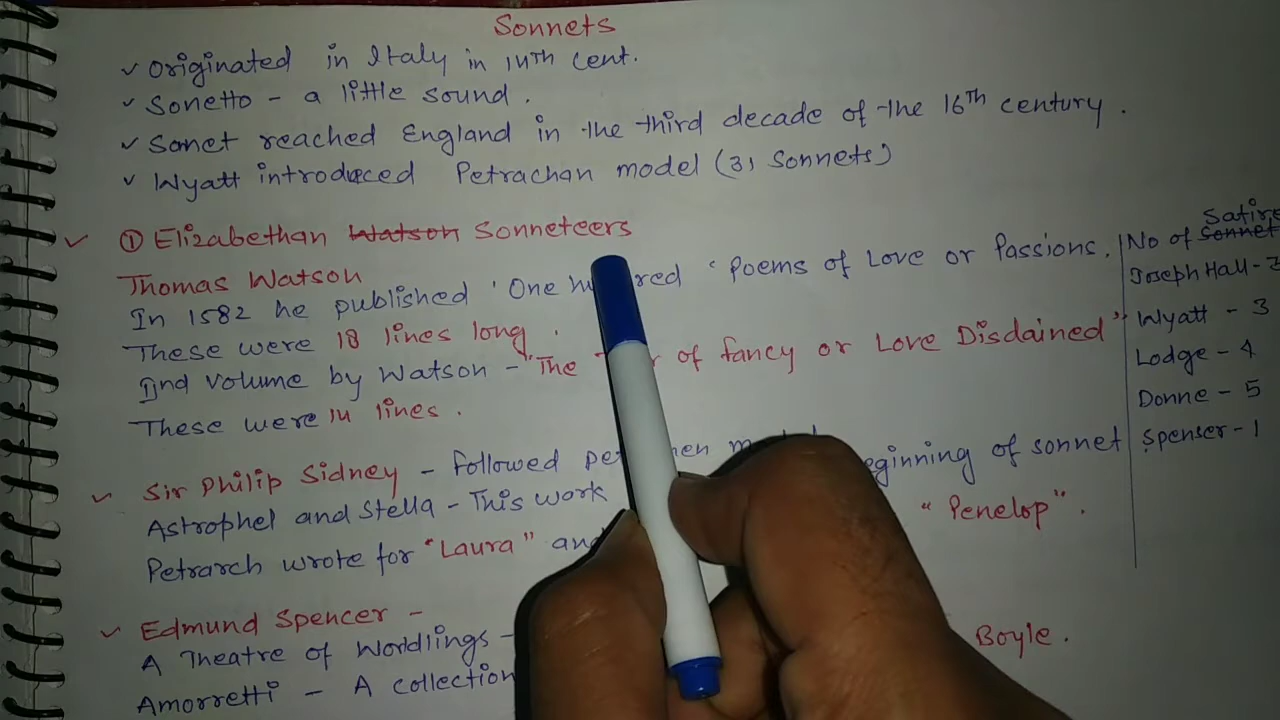 Sonnets
✓ Originated in Italy in 14th cent.
✓ Sonetto - a little sound.
✓ Sonet reached England in the third decade of the 16th century.
✓ Wyatt introduced Petrachan model (31 Sonnets)
✓ ① Elizabethan Watson Sonneteers
Thomas Watson
In 1582 he published 'One red 'Poems of Love or Passions.
These were 18 lines long.
IInd volume by Watson - "The of fancy or Love Disdained"
These were 14 lines.
✓ Sir Philip Sidney - Followed beginning of sonnet
Astrophel and Stella - This work "Penelop".
Petrarch wrote for "Laura" and
✓ Edmund Spencer -
A Theatre of Worldlings - Boyle.
Amorretti - A collection
Satire
No of Sonnet
Joseph Hall -
Wyatt - 3
Lodge - 4
Donne - 5
Spenser - 1